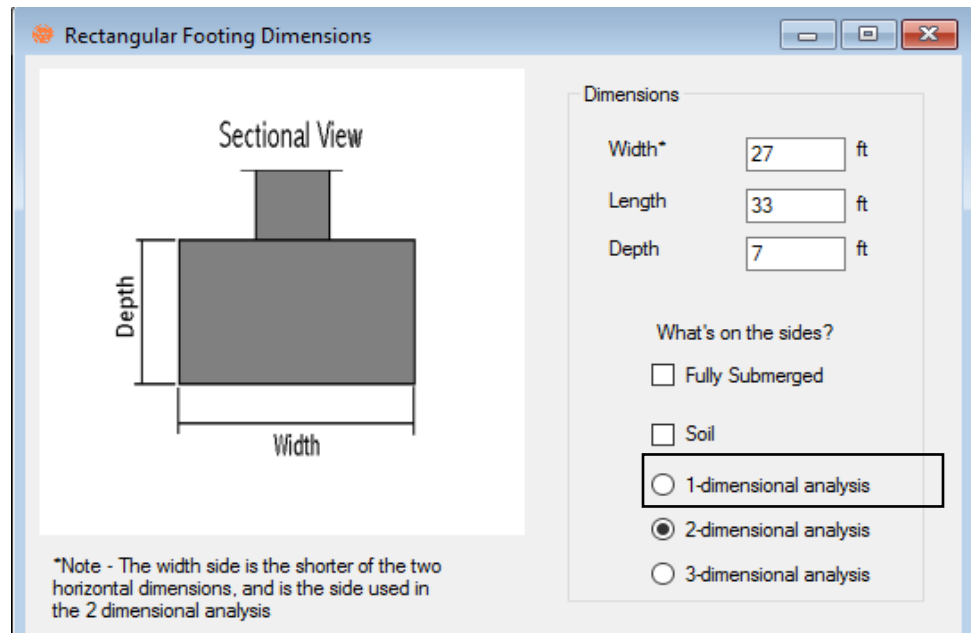 Rectangular Footing Dimensions
Sectional View
Depth
Width
*Note - The width side is the shorter of the two
horizontal dimensions, and is the side used in
the 2 dimensional analysis
Dimensions
Width* 27 ft
Length 33 ft
Depth 7 ft
What's on the sides?
Fully Submerged
Soil
1-dimensional analysis
2-dimensional analysis
3-dimensional analysis